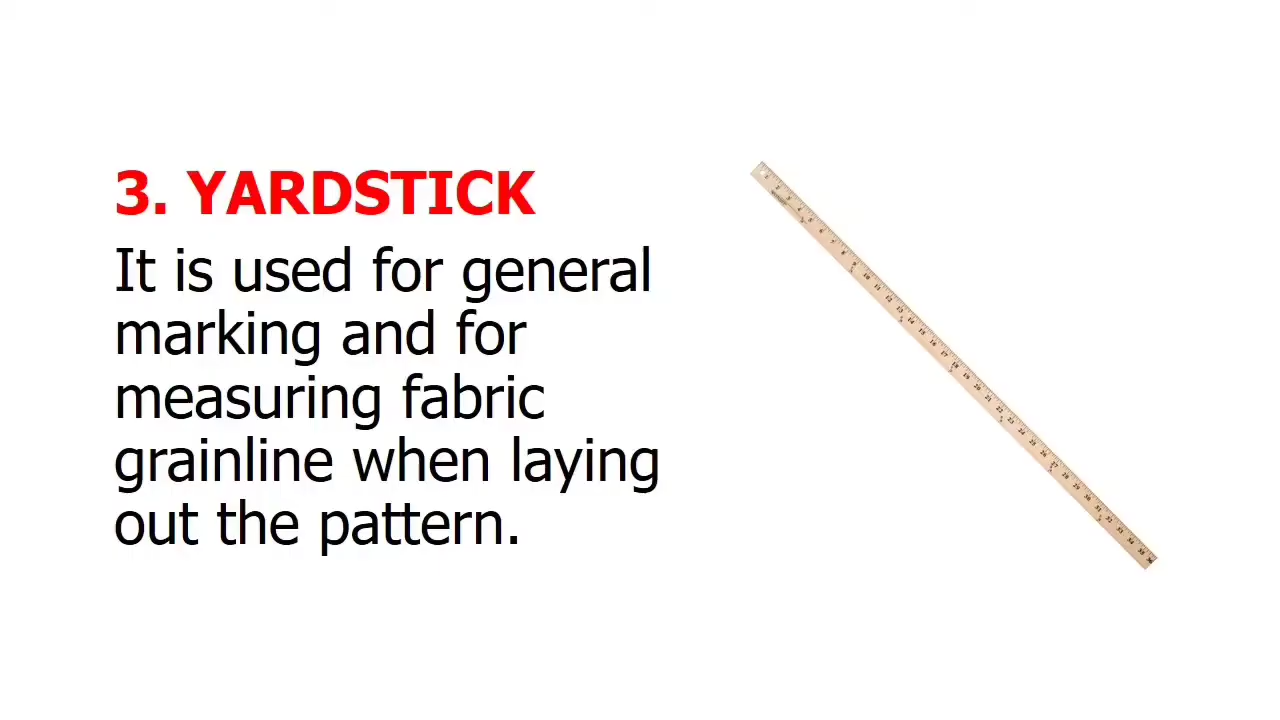 3. YARDSTICK
It is used for general
marking and for
measuring fabric
grainline when laying
out the pattern.